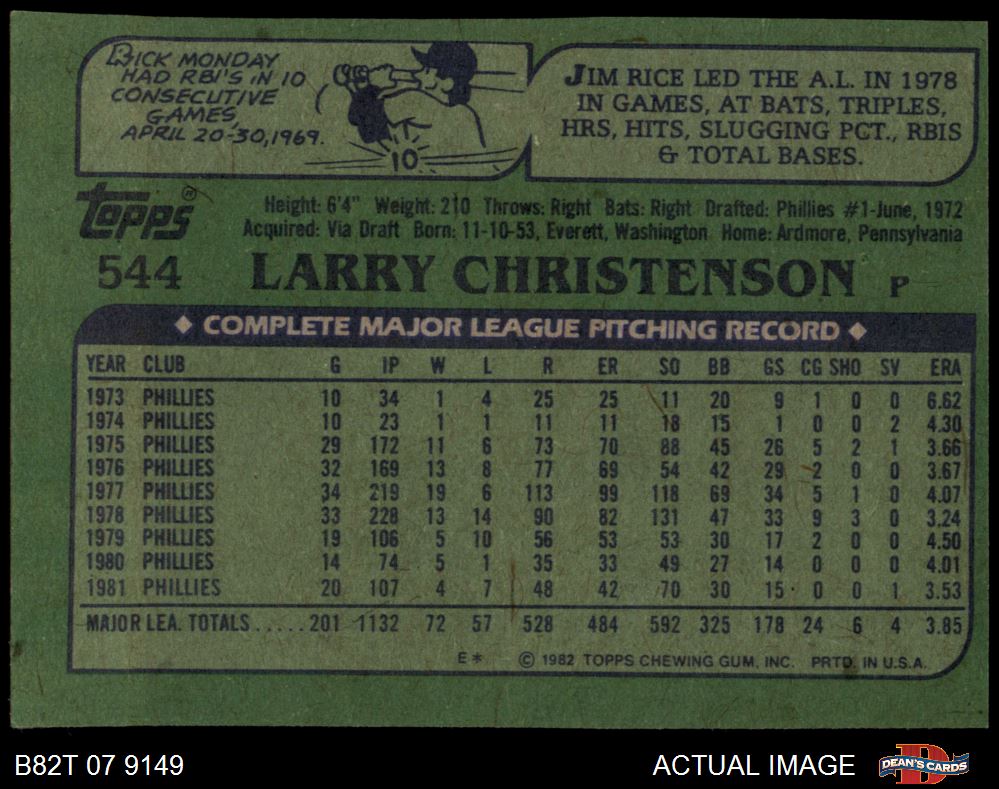 RICK MONDAY
HAD RBI'S IN 10
CONSECUTIVE
GAMES,
APRIL 20-30, 1969.
10
JIM RICE LED THE A.L. IN 1978
IN GAMES, AT BATS, TRIPLES,
HRS, HITS, SLUGGING PCT., RBIS
& TOTAL BASES.
Topps®
Height: 6'4" Weight: 210 Throws: Right Bats: Right Drafted: Phillies #1-June, 1972
Acquired: Via Draft Born: 11-10-53, Everett, Washington Home: Ardmore, Pennsylvania
544 LARRY CHRISTENSON P
◆ COMPLETE MAJOR LEAGUE PITCHING RECORD ◆
YEAR CLUB G IP W L R ER SO BB GS CG SHO SV ERA
1973 PHILLIES 10 34 1 4 25 25 11 20 9 1 0 0 6.62
1974 PHILLIES 10 23 1 1 11 11 18 15 1 0 0 2 4.30
1975 PHILLIES 29 172 11 6 73 70 88 45 26 5 2 1 3.66
1976 PHILLIES 32 169 13 8 77 69 54 42 29 2 0 0 3.67
1977 PHILLIES 34 219 19 6 113 99 118 69 34 5 1 0 4.07
1978 PHILLIES 33 228 13 14 90 82 131 47 33 9 3 0 3.24
1979 PHILLIES 19 106 5 10 56 53 53 30 17 2 0 0 4.50
1980 PHILLIES 14 74 5 1 35 33 49 27 14 0 0 0 4.01
1981 PHILLIES 20 107 4 7 48 42 70 30 15 0 0 1 3.53
MAJOR LEA. TOTALS.....201 1132 72 57 528 484 592 325 178 24 6 4 3.85
E* © 1982 TOPPS CHEWING GUM, INC. PRTD. IN U.S.A.
B82T 07 9149 ACTUAL IMAGE DEAN'S CARDS